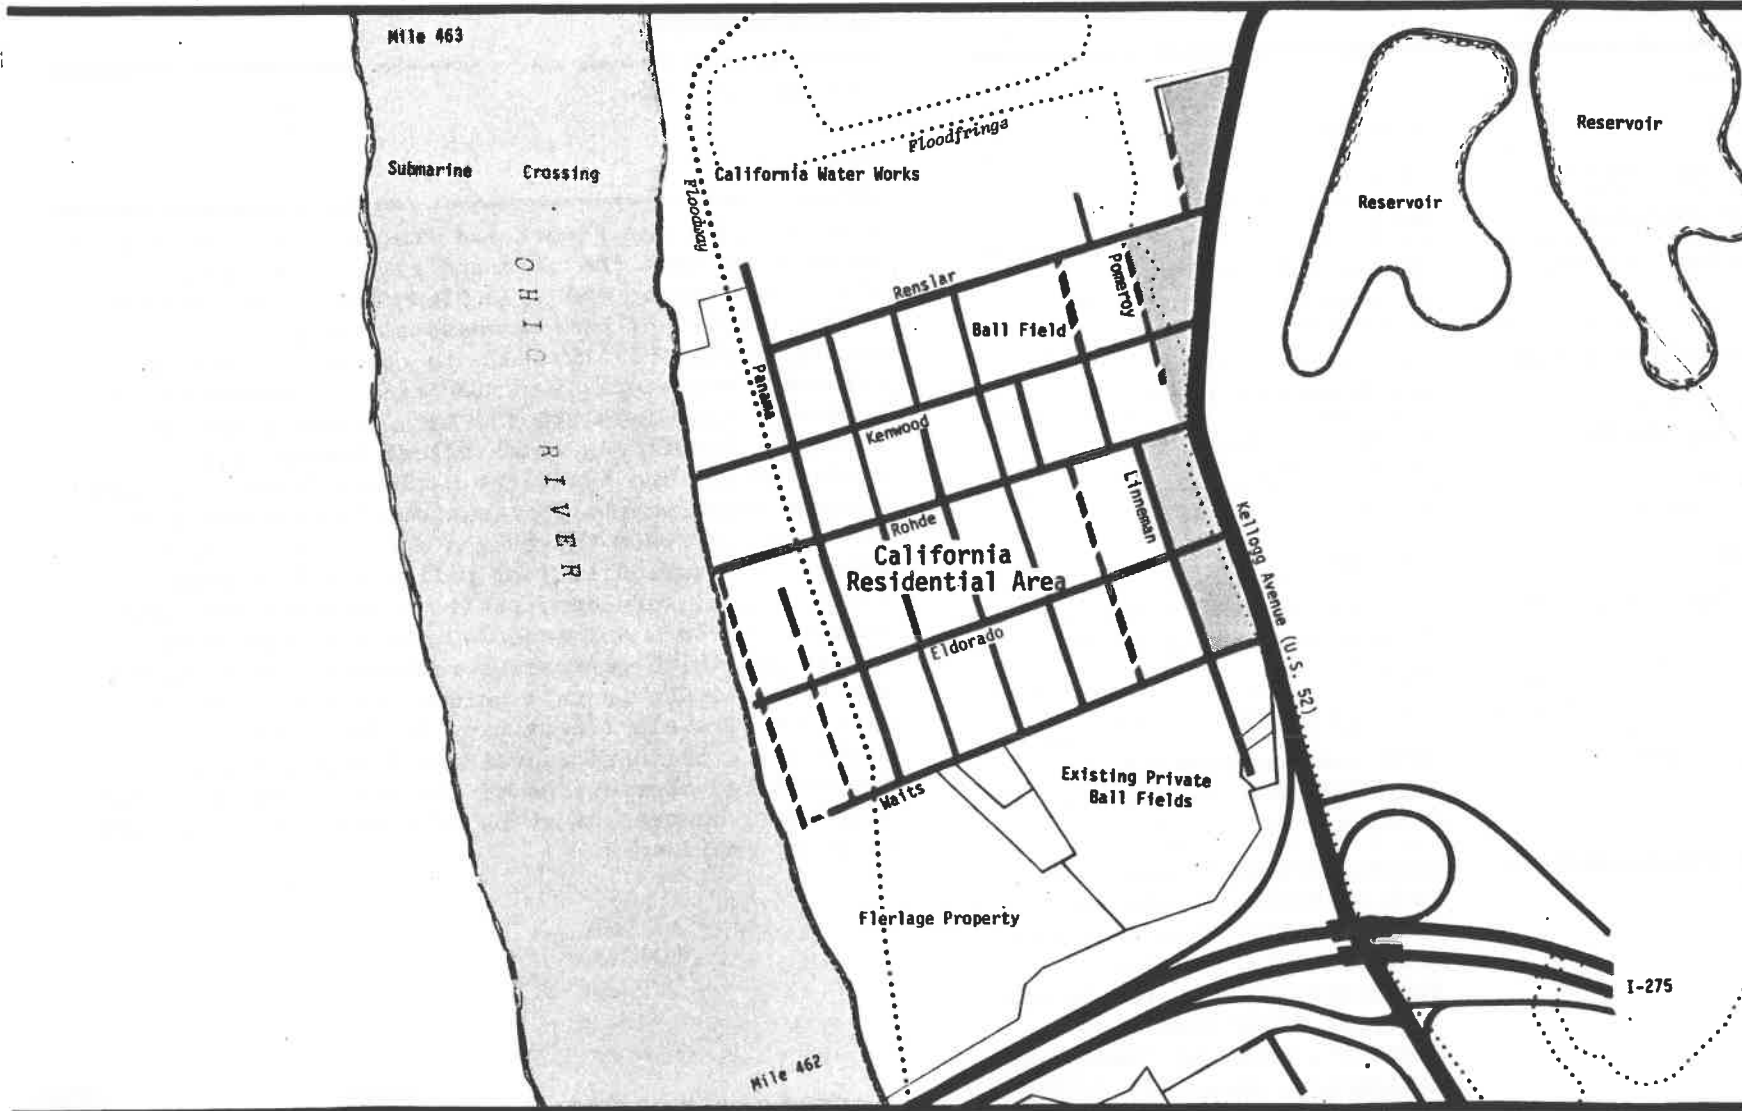 Mile 463
Submarine Crossing
OHIO RIVER
Floodway
Floodfringe
California Water Works
Reservoir
Reservoir
Renslar
Pomeroy
Ball Field
Panama
Kenwood
Rohde
Linneman
California
Residential Area
Kellogg Avenue (U.S. 52)
Eldorado
Waits
Existing Private
Ball Fields
Flerlage Property
I-275
Mile 462